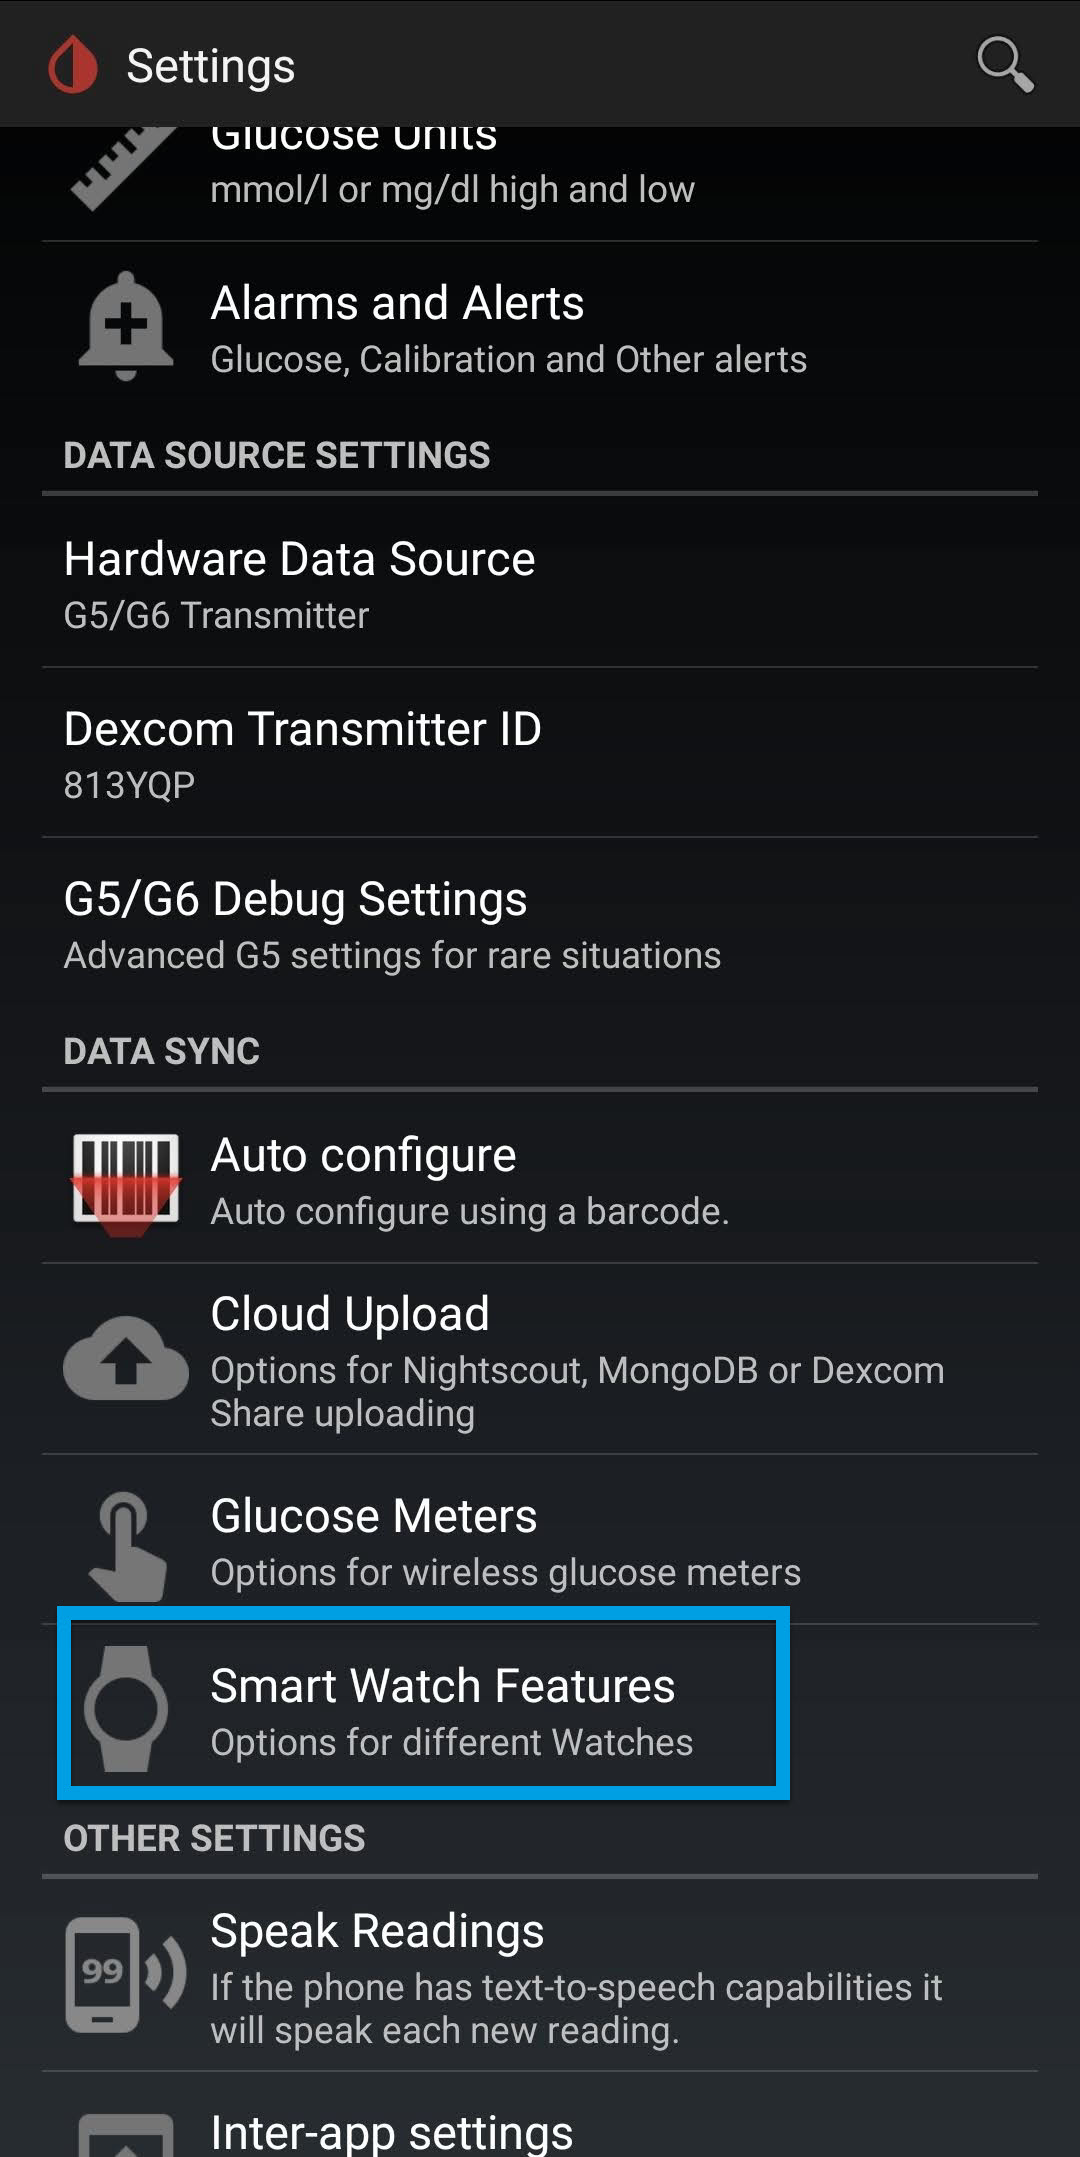 Settings
Glucose Units
mmol/l or mg/dl high and low
Alarms and Alerts
Glucose, Calibration and Other alerts
DATA SOURCE SETTINGS
Hardware Data Source
G5/G6 Transmitter
Dexcom Transmitter ID
813YQP
G5/G6 Debug Settings
Advanced G5 settings for rare situations
DATA SYNC
Auto configure
Auto configure using a barcode.
Cloud Upload
Options for Nightscout, MongoDB or Dexcom
Share uploading
Glucose Meters
Options for wireless glucose meters
Smart Watch Features
Options for different Watches
OTHER SETTINGS
Speak Readings
99
If the phone has text-to-speech capabilities it
will speak each new reading.
Inter-app settings